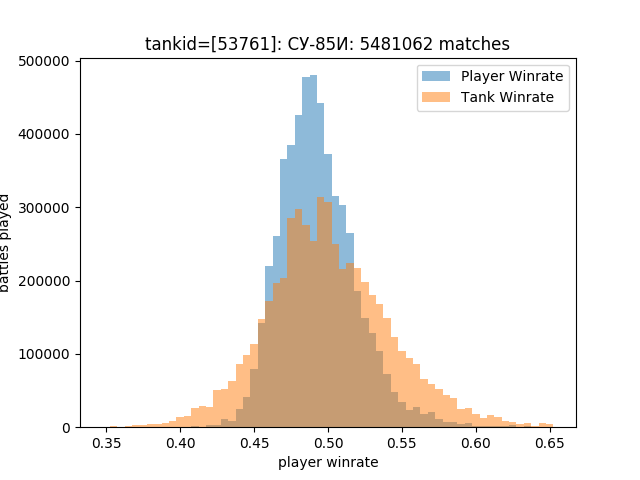 tankid=[53761]: СУ-85И: 5481062 matches
Player Winrate
Tank Winrate
500000
400000
300000
200000
100000
0
battles played
0.35 0.40 0.45 0.50 0.55 0.60 0.65
player winrate